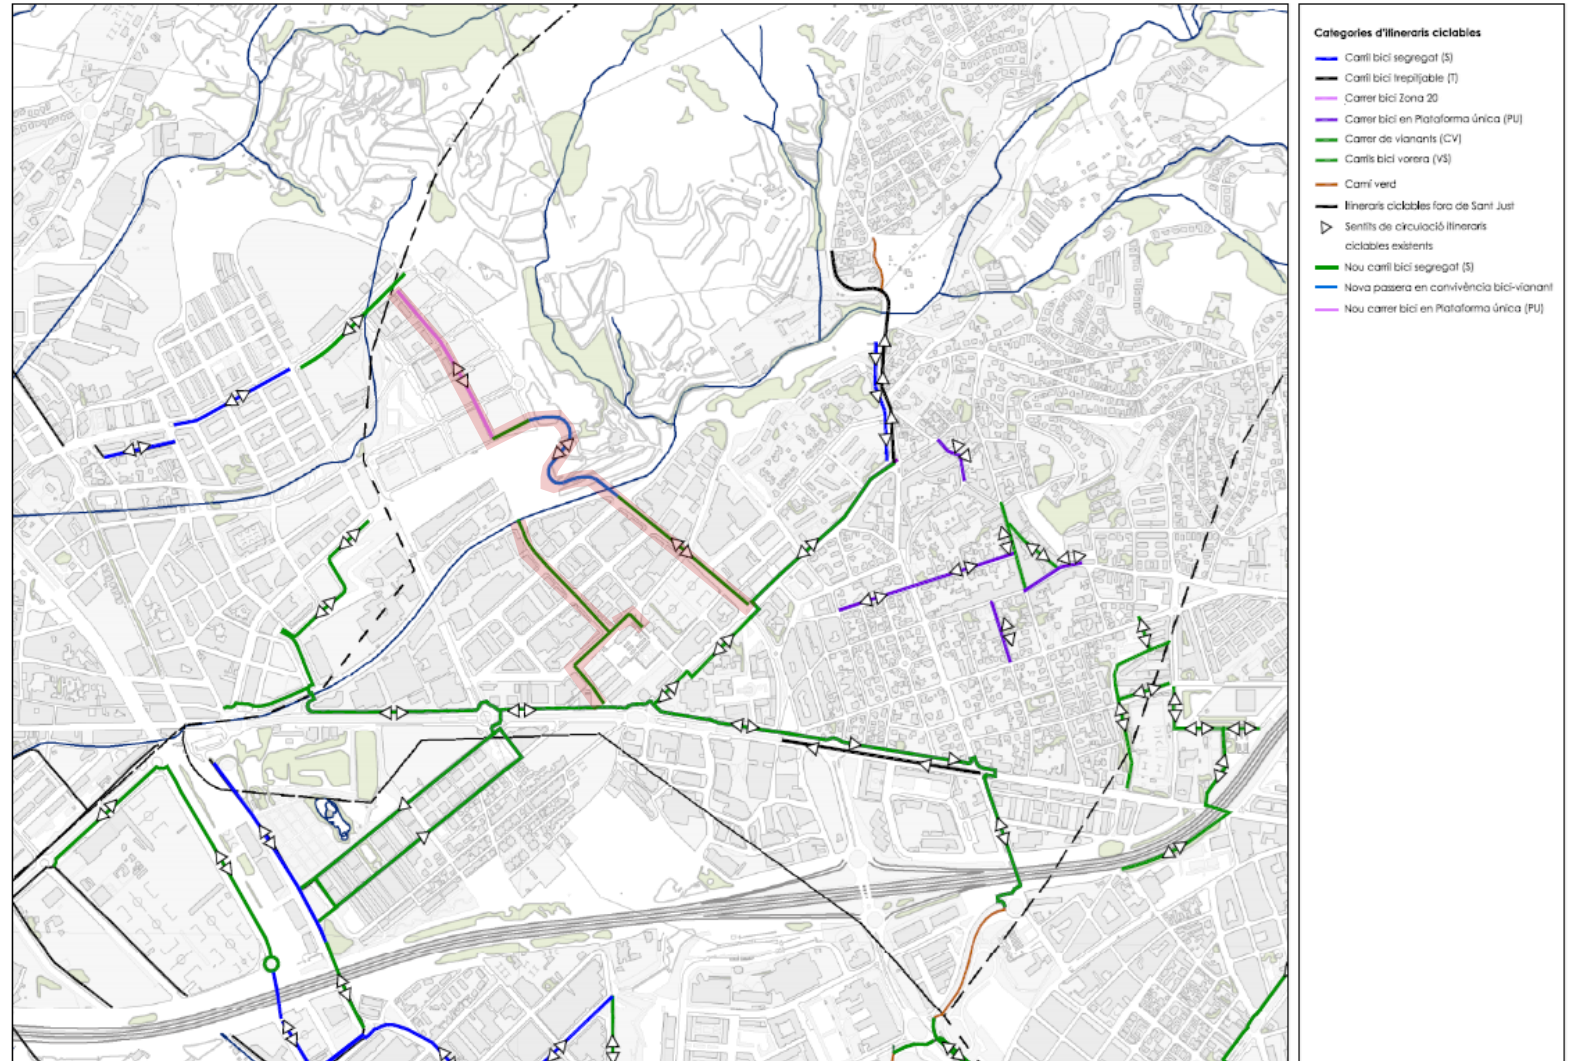 Categories d'itineraris ciclables
Carril bici segregat (S)
Carril bici trepitjable (T)
Carrer bici Zona 20
Carrer bici en Plataforma única (PU)
Carrer de vianants (CV)
Carrils bici vorera (VS)
Camí verd
Itineraris ciclables fora de Sant Just
Sentits de circulació itineraris
ciclables existents
Nou carril bici segregat (S)
Nova passera en convivència bici-vianant
Nou carrer bici en Plataforma única (PU)